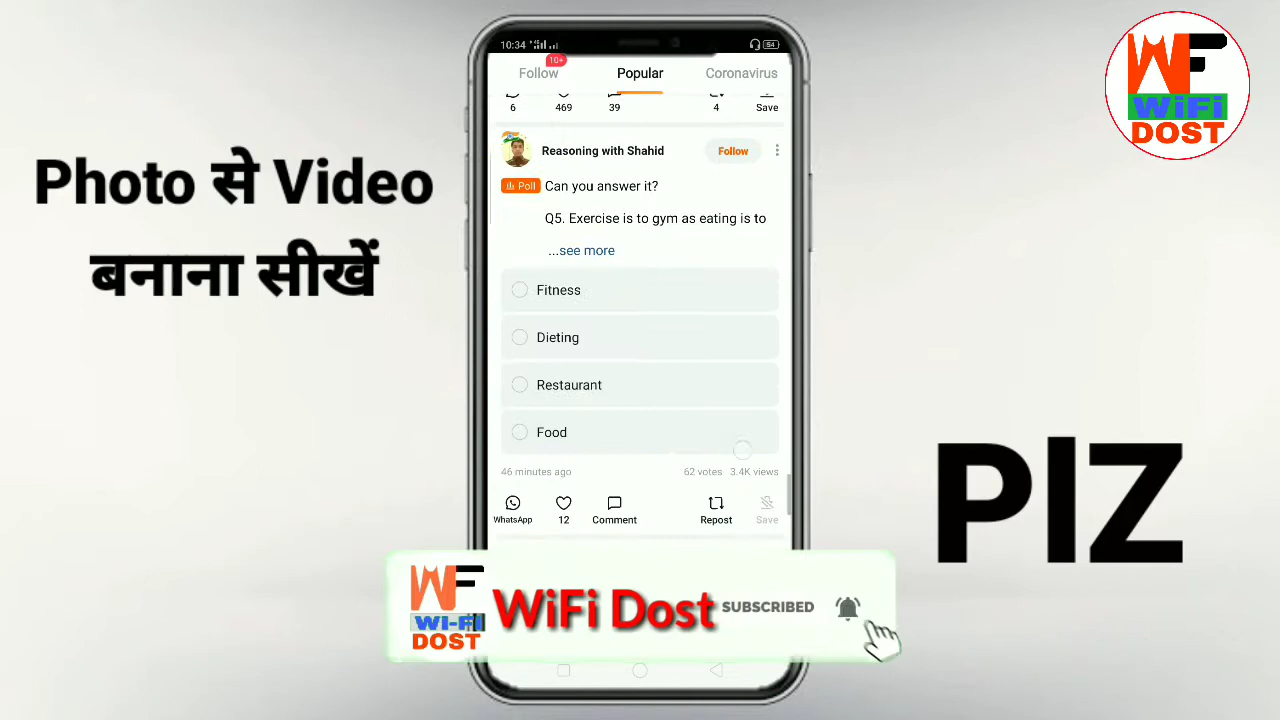 10:34
54
10+
Follow
Popular
Coronavirus
6
469
39
4
Save
Reasoning with Shahid
Follow
Poll
Can you answer it?
Q5. Exercise is to gym as eating is to
...see more
Fitness
Dieting
Restaurant
Food
46 minutes ago
62 votes
3.4K views
WhatsApp
12
Comment
Repost
Save
Photo से Video
बनाना सीखें
WF
WiFi
DOST
PlZ
WF
WI-Fi
DOST
WiFi Dost
SUBSCRIBED